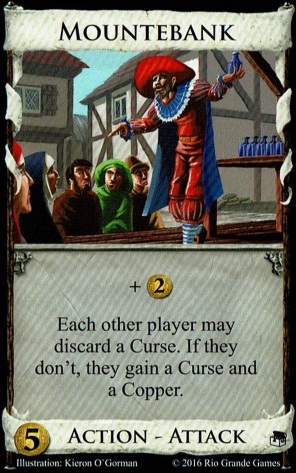 MOUNTEBANK
+ 2
Each other player may
discard a Curse. If they
don't, they gain a Curse and
a Copper.
5 ACTION - ATTACK
Illustration: Kieron O'Gorman © 2016 Rio Grande Games